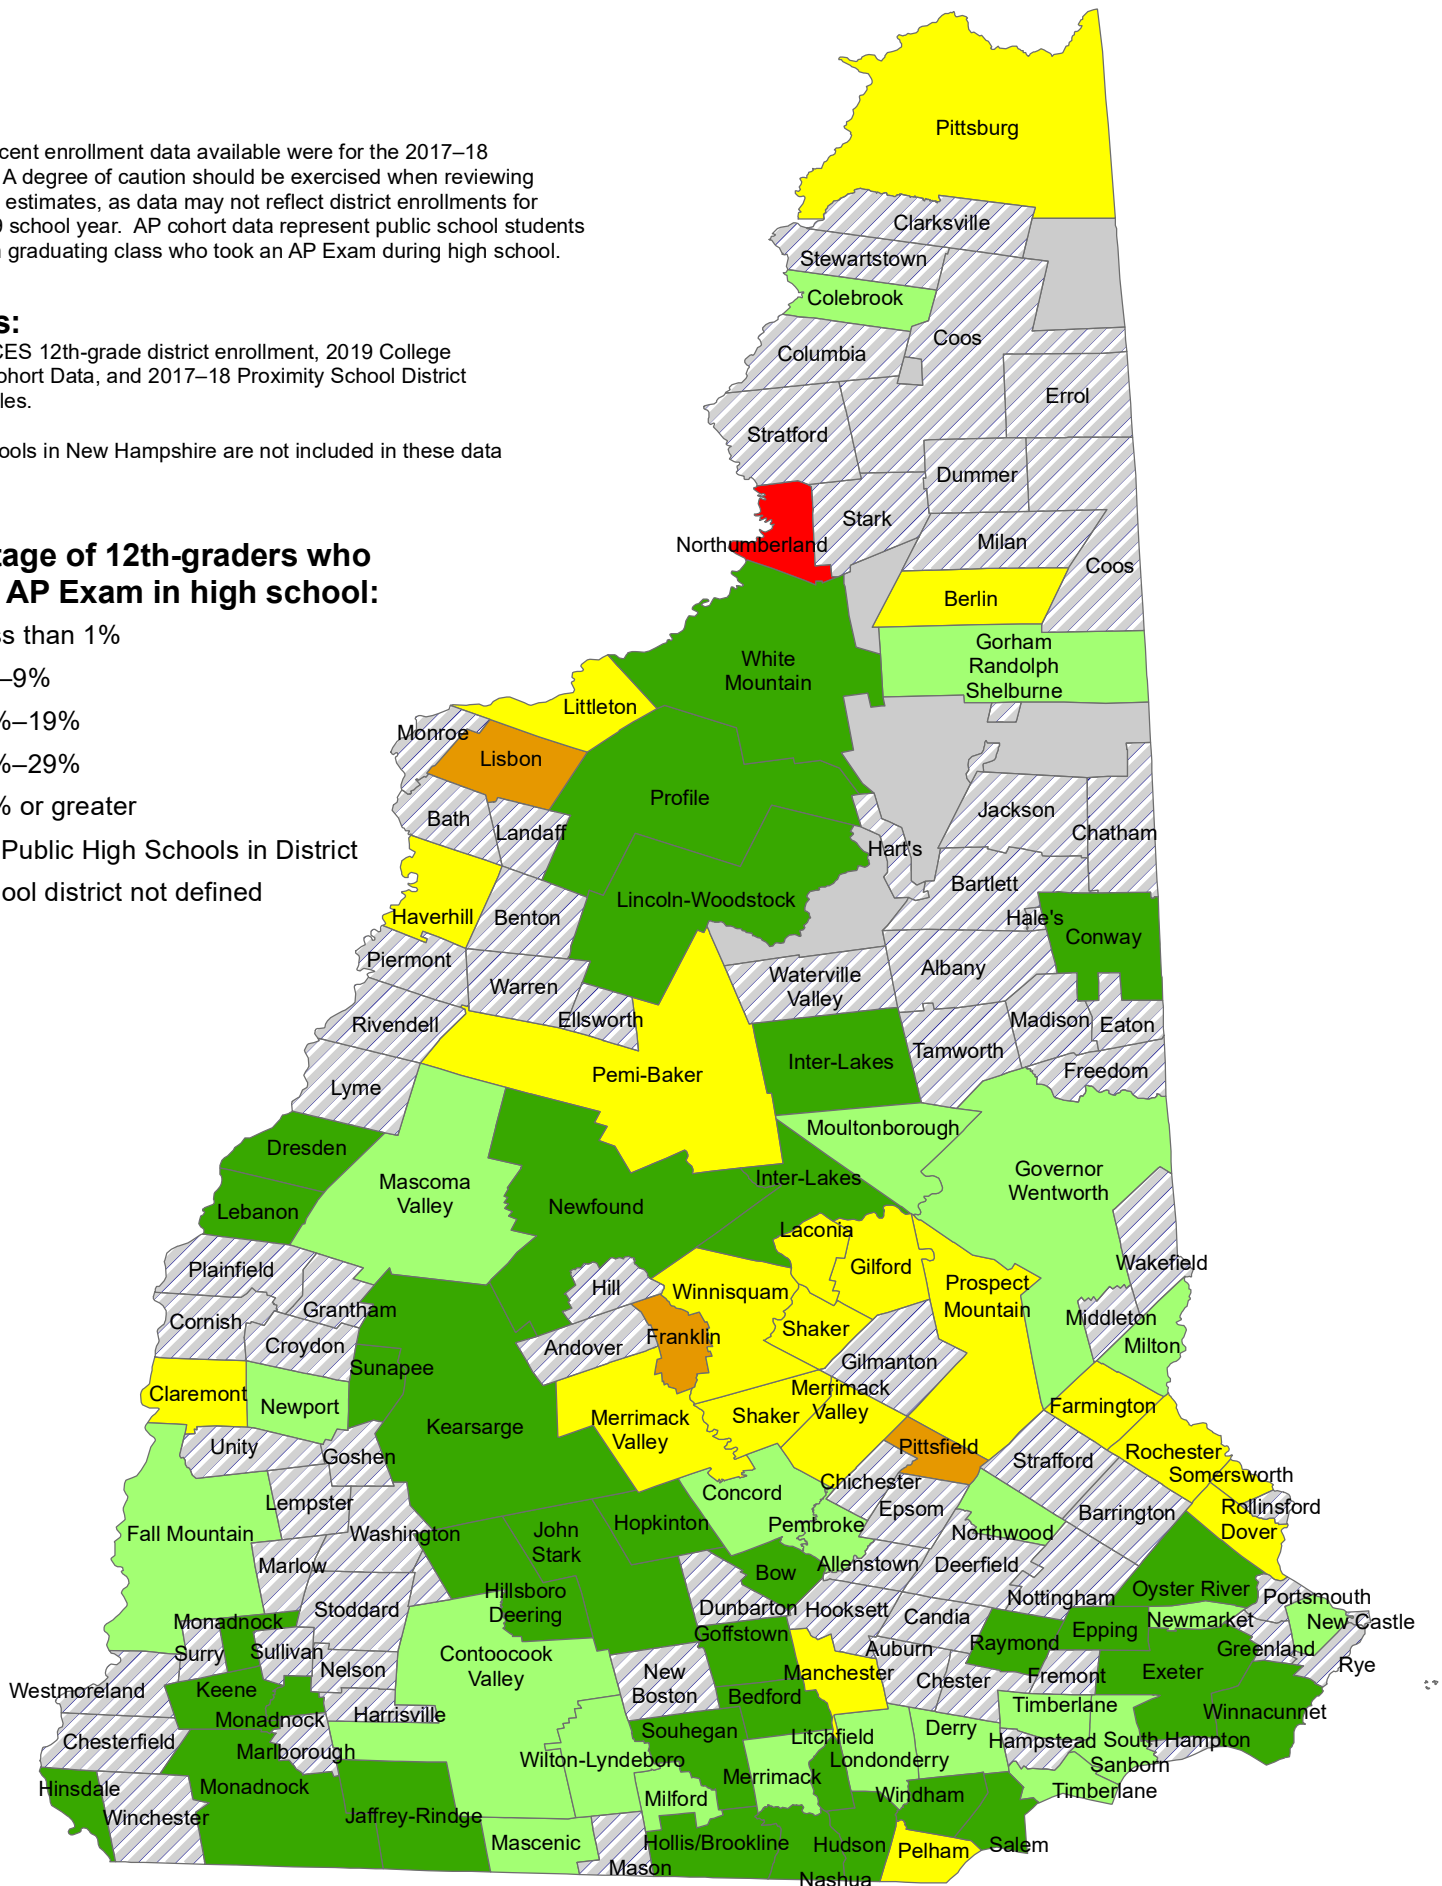 cent enrollment data available were for the 2017–18
A degree of caution should be exercised when reviewing
estimates, as data may not reflect district enrollments for
9 school year. AP cohort data represent public school students
graduating class who took an AP Exam during high school.
s:
CES 12th-grade district enrollment, 2019 College
ohort Data, and 2017–18 Proximity School District
les.
ools in New Hampshire are not included in these data
tage of 12th-graders who
AP Exam in high school:
ss than 1%
–9%
%–19%
%–29%
% or greater
Public High Schools in District
ool district not defined
Pittsburg
Clarksville
Stewartstown
Colebrook
Coos
Columbia
Errol
Stratford
Dummer
Stark
Milan
Northumberland
Coos
Berlin
Gorham
Randolph
Shelburne
White
Mountain
Littleton
Monroe
Lisbon
Profile
Jackson
Bath
Landaff
Chatham
Hart's
Bartlett
Lincoln-Woodstock
Haverhill
Benton
Hale's
Conway
Piermont
Albany
Waterville
Valley
Warren
Ellsworth
Rivendell
Madison
Eaton
Tamworth
Inter-Lakes
Freedom
Pemi-Baker
Lyme
Moultonborough
Dresden
Governor
Wentworth
Inter-Lakes
Mascoma
Valley
Newfound
Lebanon
Laconia
Wakefield
Gilford
Plainfield
Prospect
Mountain
Hill
Winnisquam
Grantham
Middleton
Cornish
Shaker
Franklin
Croydon
Andover
Milton
Gilmanton
Sunapee
Merrimack
Valley
Claremont
Newport
Farmington
Shaker
Merrimack
Valley
Kearsarge
Unity
Pittsfield
Rochester
Goshen
Strafford
Somersworth
Chichester
Concord
Lempster
Epsom
Rollinsford
Barrington
Hopkinton
Pembroke
Northwood
Dover
Fall Mountain
Washington
John
Stark
Allenstown
Deerfield
Marlow
Bow
Oyster River
Hillsboro
Deering
Nottingham
Portsmouth
Stoddard
Dunbarton
Hooksett
Candia
Newmarket
New Castle
Monadnock
Epping
Goffstown
Raymond
Surry
Sullivan
Auburn
Greenland
Contoocook
Valley
Rye
Nelson
New
Boston
Manchester
Chester
Fremont
Exeter
Westmoreland
Keene
Bedford
Timberlane
Harrisville
Winnacunnet
Monadnock
Souhegan
Derry
Litchfield
Chesterfield
Hampstead
South Hampton
Marlborough
Wilton-Lyndeboro
Londonderry
Sanborn
Merrimack
Hinsdale
Monadnock
Timberlane
Windham
Milford
Winchester
Jaffrey-Rindge
Mascenic
Hollis/Brookline
Hudson
Salem
Pelham
Mason
Nashua